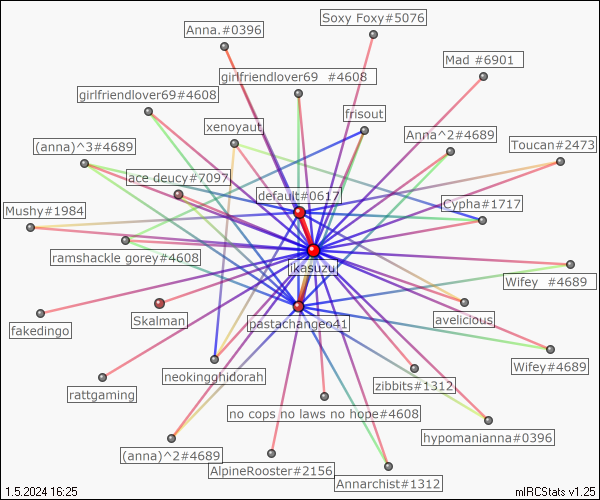 Soxy Foxy#5076
Anna.#0396
Mad #6901
girlfriendlover69  #4608
girlfriendlover69#4608
frisout
xenoyaut
Anna^2#4689
Toucan#2473
(anna)^3#4689
ace deucy#7097
default#0617
Cypha#1717
Mushy#1984
ramshackle gorey#4608
ikasuzu
Wifey  #4689
Skalman
avelicious
pastachangeo41
fakedingo
Wifey#4689
neokingghidorah
zibbits#1312
rattgaming
no cops no laws no hope#4608
hypomanianna#0396
(anna)^2#4689
AlpineRooster#2156
Annarchist#1312
1.5.2024 16:25
mIRCStats v1.25